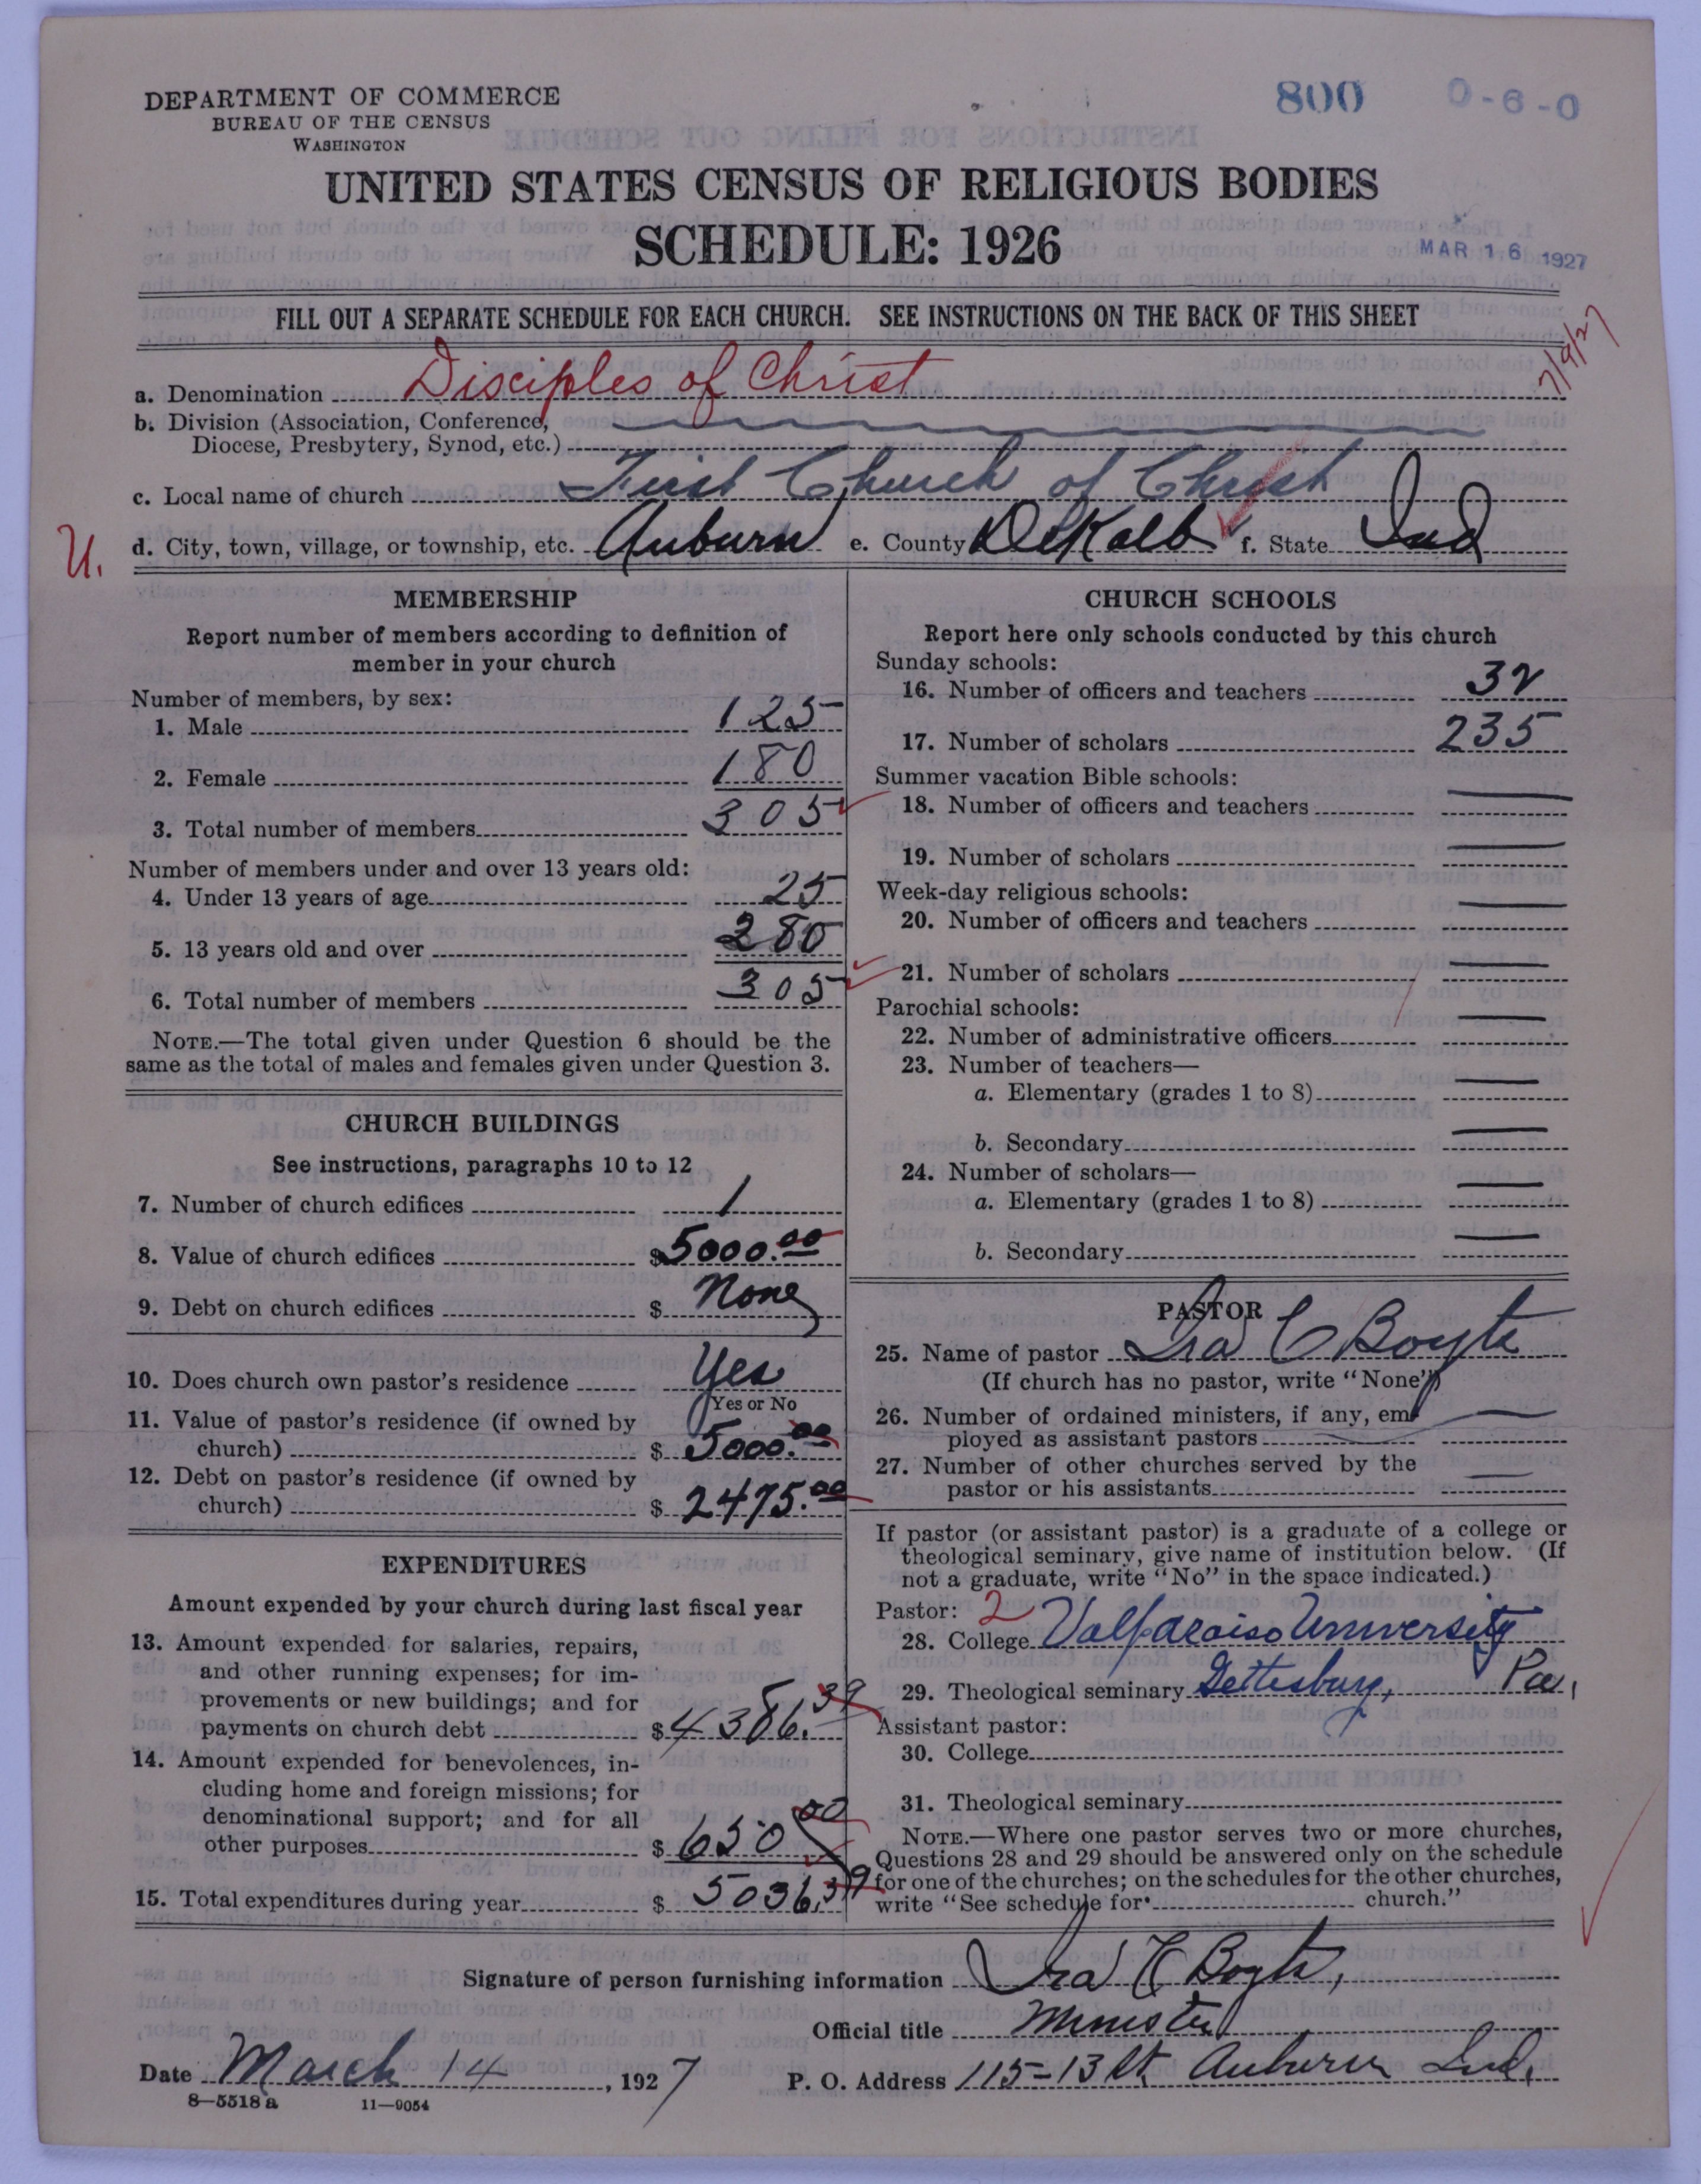 DEPARTMENT OF COMMERCE
BUREAU OF THE CENSUS
WASHINGTON
800 0-6-0
UNITED STATES CENSUS OF RELIGIOUS BODIES
SCHEDULE: 1926
MAR 16 1927
FILL OUT A SEPARATE SCHEDULE FOR EACH CHURCH. SEE INSTRUCTIONS ON THE BACK OF THIS SHEET
7/9/27
a. Denomination Disciples of Christ
b. Division (Association, Conference,
Diocese, Presbytery, Synod, etc.)
c. Local name of church First Church of Christ
U. d. City, town, village, or township, etc. Auburn e. County DeKalb f. State Ind
MEMBERSHIP
Report number of members according to definition of
member in your church
Number of members, by sex:
1. Male 125
2. Female 180
3. Total number of members 305
Number of members under and over 13 years old:
4. Under 13 years of age 25
5. 13 years old and over 280
6. Total number of members 305
NOTE.—The total given under Question 6 should be the
same as the total of males and females given under Question 3.
CHURCH BUILDINGS
See instructions, paragraphs 10 to 12
7. Number of church edifices 1
8. Value of church edifices $5000.00
9. Debt on church edifices $ None
10. Does church own pastor's residence Yes
Yes or No
11. Value of pastor's residence (if owned by
church) $ 5000.00
12. Debt on pastor's residence (if owned by
church) $ 2475.00
EXPENDITURES
Amount expended by your church during last fiscal year
13. Amount expended for salaries, repairs,
and other running expenses; for im-
provements or new buildings; and for
payments on church debt $4386.39
14. Amount expended for benevolences, in-
cluding home and foreign missions; for
denominational support; and for all
other purposes $ 650.00
15. Total expenditures during year $ 5036.39
CHURCH SCHOOLS
Report here only schools conducted by this church
Sunday schools:
16. Number of officers and teachers 32
17. Number of scholars 235
Summer vacation Bible schools:
18. Number of officers and teachers
19. Number of scholars
Week-day religious schools:
20. Number of officers and teachers
21. Number of scholars
Parochial schools:
22. Number of administrative officers
23. Number of teachers—
a. Elementary (grades 1 to 8)
b. Secondary
24. Number of scholars—
a. Elementary (grades 1 to 8)
b. Secondary
PASTOR
25. Name of pastor Ira C Boyts
(If church has no pastor, write "None")
26. Number of ordained ministers, if any, em-
ployed as assistant pastors
27. Number of other churches served by the
pastor or his assistants
If pastor (or assistant pastor) is a graduate of a college or
theological seminary, give name of institution below. (If
not a graduate, write "No" in the space indicated.)
Pastor: 2
28. College Valparaiso University
29. Theological seminary Gettesburg, Pa,
Assistant pastor:
30. College
31. Theological seminary
NOTE.—Where one pastor serves two or more churches,
Questions 28 and 29 should be answered only on the schedule
for one of the churches; on the schedules for the other churches,
write "See schedule for church."
Signature of person furnishing information Ira C Boyts,
Official title Minister
Date March 14, 1927 P. O. Address 115-13 St Auburn Ind.
8—5518 a 11—9054